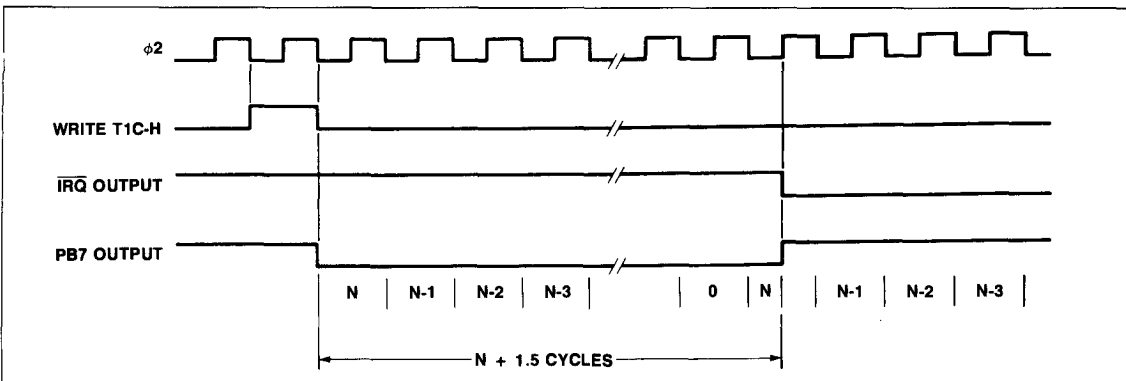 ϕ2
WRITE T1C-H
IRQ OUTPUT
PB7 OUTPUT
N N-1 N-2 N-3 0 N N-1 N-2 N-3
N + 1.5 CYCLES